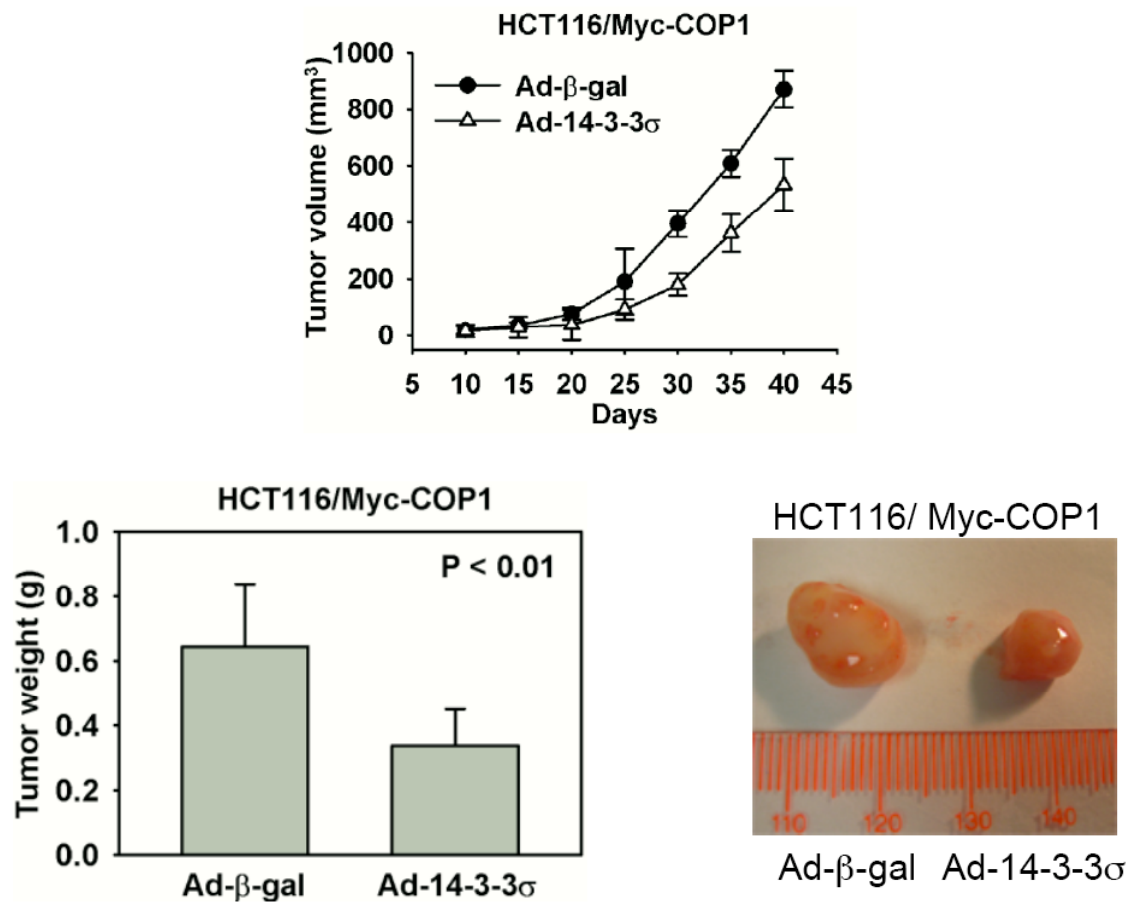 HCT116/Myc-COP1
Ad-β-gal
Ad-14-3-3σ
Tumor volume (mm³)
1000
800
600
400
200
0
5 10 15 20 25 30 35 40 45
Days
HCT116/Myc-COP1
P < 0.01
Tumor weight (g)
1.0
0.8
0.6
0.4
0.2
0.0
Ad-β-gal Ad-14-3-3σ
HCT116/ Myc-COP1
110 120 130 140
Ad-β-gal Ad-14-3-3σ